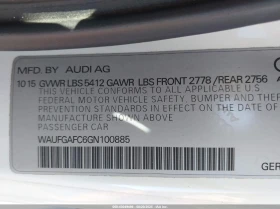 MFD. BY: AUDI AG
10 15 GVWR LBS 5412 GAWR LBS FRONT 2778 / REAR 2756
THIS VEHICLE CONFORMS TO ALL APPLICABLE U.S.
FEDERAL MOTOR VEHICLE SAFETY, BUMPER AND THEFT
PREVENTION STANDARDS IN EFFECT ON THE DATE OF
MANUFACTURE SHOWN ABOVE
PASSENGER CAR
WAUFGAFC6GN100885
GER